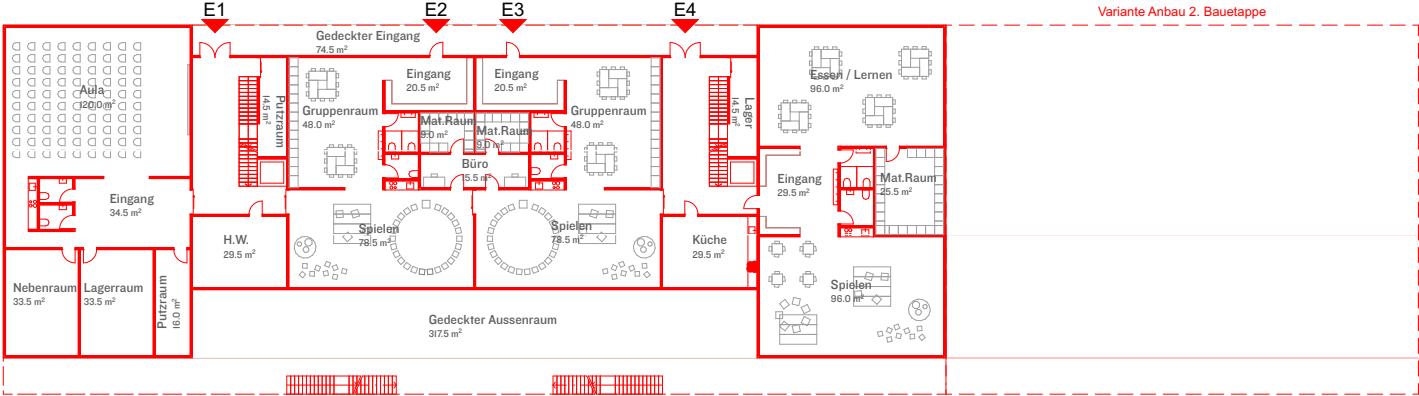 E1
E2
E3
E4
Variante Anbau 2. Bauetappe
Gedeckter Eingang
74.5 m²
Aula
120.0 m²
Putzraum
14.5 m²
Gruppenraum
48.0 m²
Eingang
20.5 m²
Eingang
20.5 m²
Mat.Raum
9.0 m²
Mat.Raum
9.0 m²
Gruppenraum
48.0 m²
Lager
14.5 m²
Essen / Lernen
96.0 m²
Büro
15.5 m²
Eingang
34.5 m²
Eingang
29.5 m²
Mat.Raum
25.5 m²
H.W.
29.5 m²
Spielen
78.5 m²
Spielen
78.5 m²
Küche
29.5 m²
Nebenraum
33.5 m²
Lagerraum
33.5 m²
Putzraum
16.0 m²
Spielen
96.0 m²
Gedeckter Aussenraum
317.5 m²